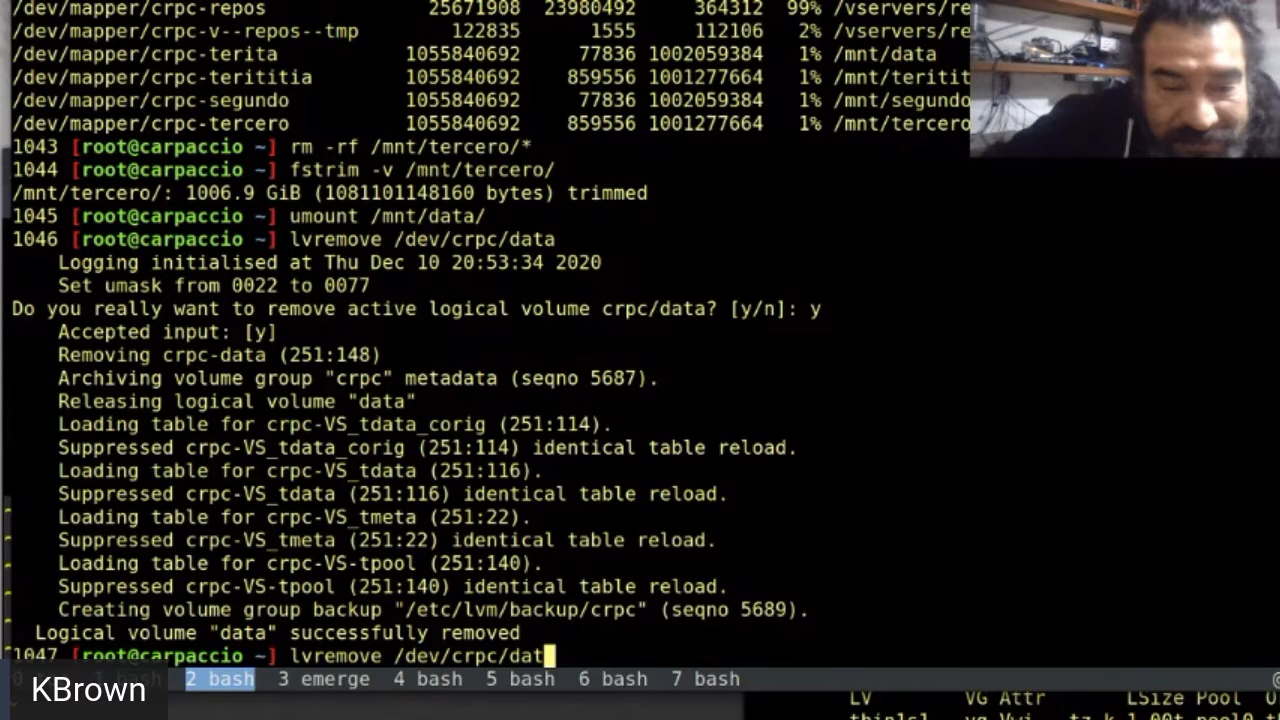 /dev/mapper/crpc-repos 25671908 23980492 364312 99% /vservers/re
/dev/mapper/crpc-v--repos--tmp 122835 1555 112106 2% /vservers/re
/dev/mapper/crpc-terita 1055840692 77836 1002059384 1% /mnt/data
/dev/mapper/crpc-terititia 1055840692 859556 1001277664 1% /mnt/teritit
/dev/mapper/crpc-segundo 1055840692 77836 1002059384 1% /mnt/segundo
/dev/mapper/crpc-tercero 1055840692 859556 1001277664 1% /mnt/tercero
1043 [root@carpaccio ~] rm -rf /mnt/tercero/*
1044 [root@carpaccio ~] fstrim -v /mnt/tercero/
/mnt/tercero/: 1006.9 GiB (1081101148160 bytes) trimmed
1045 [root@carpaccio ~] umount /mnt/data/
1046 [root@carpaccio ~] lvremove /dev/crpc/data
Logging initialised at Thu Dec 10 20:53:34 2020
Set umask from 0022 to 0077
Do you really want to remove active logical volume crpc/data? [y/n]: y
Accepted input: [y]
Removing crpc-data (251:148)
Archiving volume group "crpc" metadata (seqno 5687).
Releasing logical volume "data"
Loading table for crpc-VS_tdata_corig (251:114).
Suppressed crpc-VS_tdata_corig (251:114) identical table reload.
Loading table for crpc-VS_tdata (251:116).
Suppressed crpc-VS_tdata (251:116) identical table reload.
Loading table for crpc-VS_tmeta (251:22).
Suppressed crpc-VS_tmeta (251:22) identical table reload.
Loading table for crpc-VS-tpool (251:140).
Suppressed crpc-VS-tpool (251:140) identical table reload.
Creating volume group backup "/etc/lvm/backup/crpc" (seqno 5689).
Logical volume "data" successfully removed
1047 [root@carpaccio ~] lvremove /dev/crpc/dat
bash 2 bash 3 emerge 4 bash 5 bash 6 bash 7 bash
KBrown
LV VG Attr LSize Pool